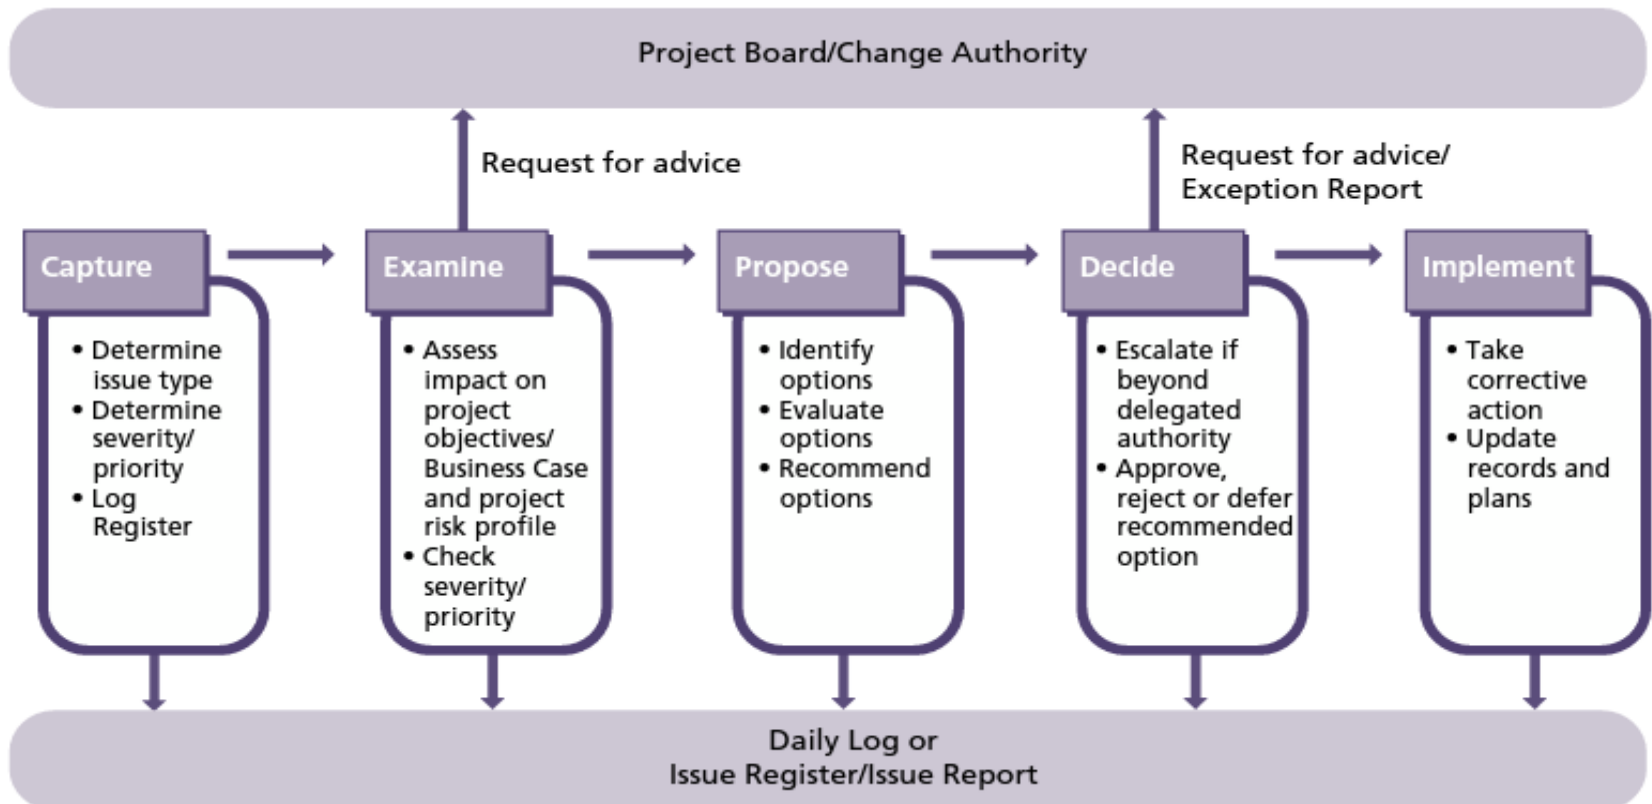 Project Board/Change Authority
Request for advice
Request for advice/
Exception Report
Capture
• Determine
issue type
• Determine
severity/
priority
• Log
Register
Examine
• Assess
impact on
project
objectives/
Business Case
and project
risk profile
• Check
severity/
priority
Propose
• Identify
options
• Evaluate
options
• Recommend
options
Decide
• Escalate if
beyond
delegated
authority
• Approve,
reject or defer
recommended
option
Implement
• Take
corrective
action
• Update
records and
plans
Daily Log or
Issue Register/Issue Report